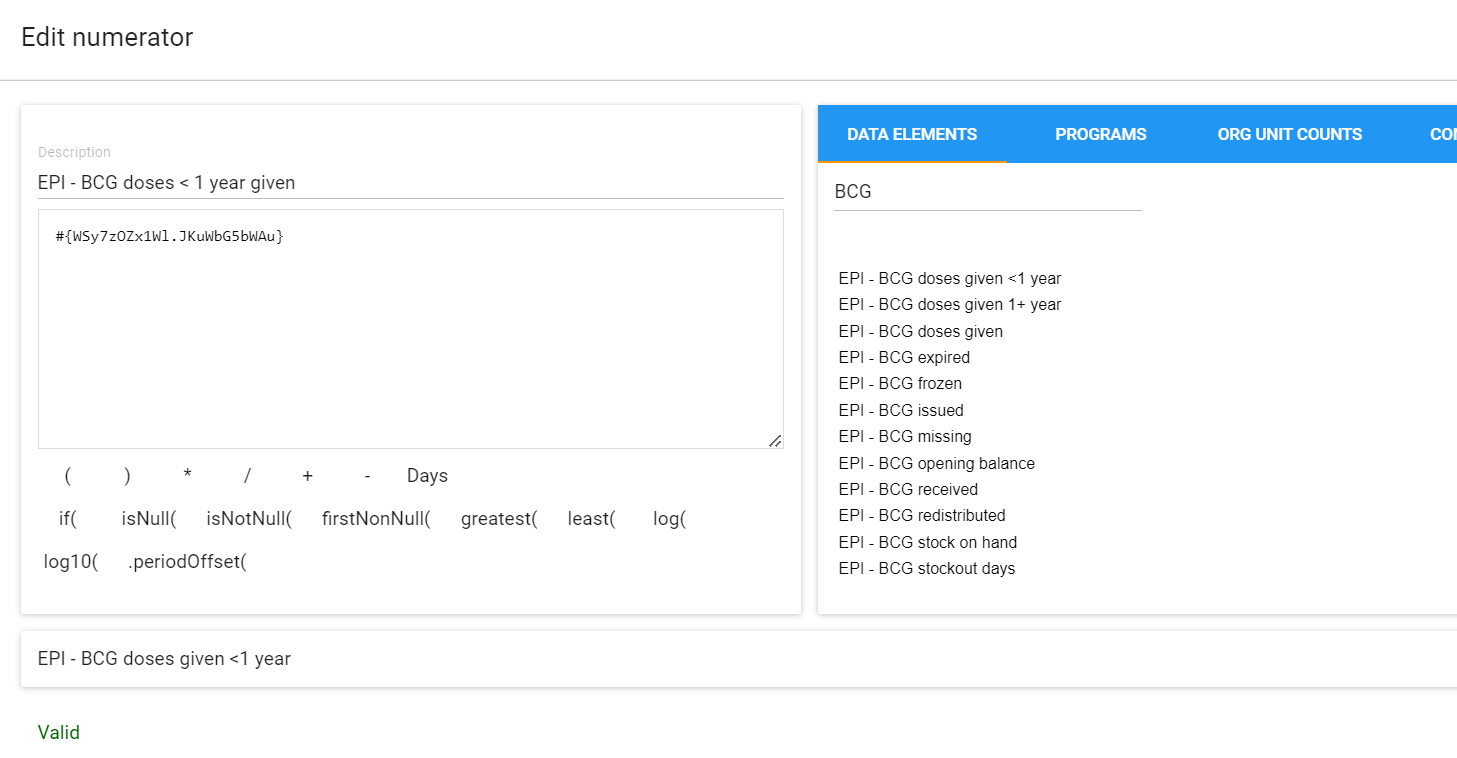 Edit numerator
Description
EPI - BCG doses < 1 year given
#{WSy7zOZx1Wl.JKuWbG5bWAu}
( ) * / + - Days
if( isNull( isNotNull( firstNonNull( greatest( least( log(
log10( .periodOffset(
DATA ELEMENTS PROGRAMS ORG UNIT COUNTS CON
BCG
EPI - BCG doses given <1 year
EPI - BCG doses given 1+ year
EPI - BCG doses given
EPI - BCG expired
EPI - BCG frozen
EPI - BCG issued
EPI - BCG missing
EPI - BCG opening balance
EPI - BCG received
EPI - BCG redistributed
EPI - BCG stock on hand
EPI - BCG stockout days
EPI - BCG doses given <1 year
Valid